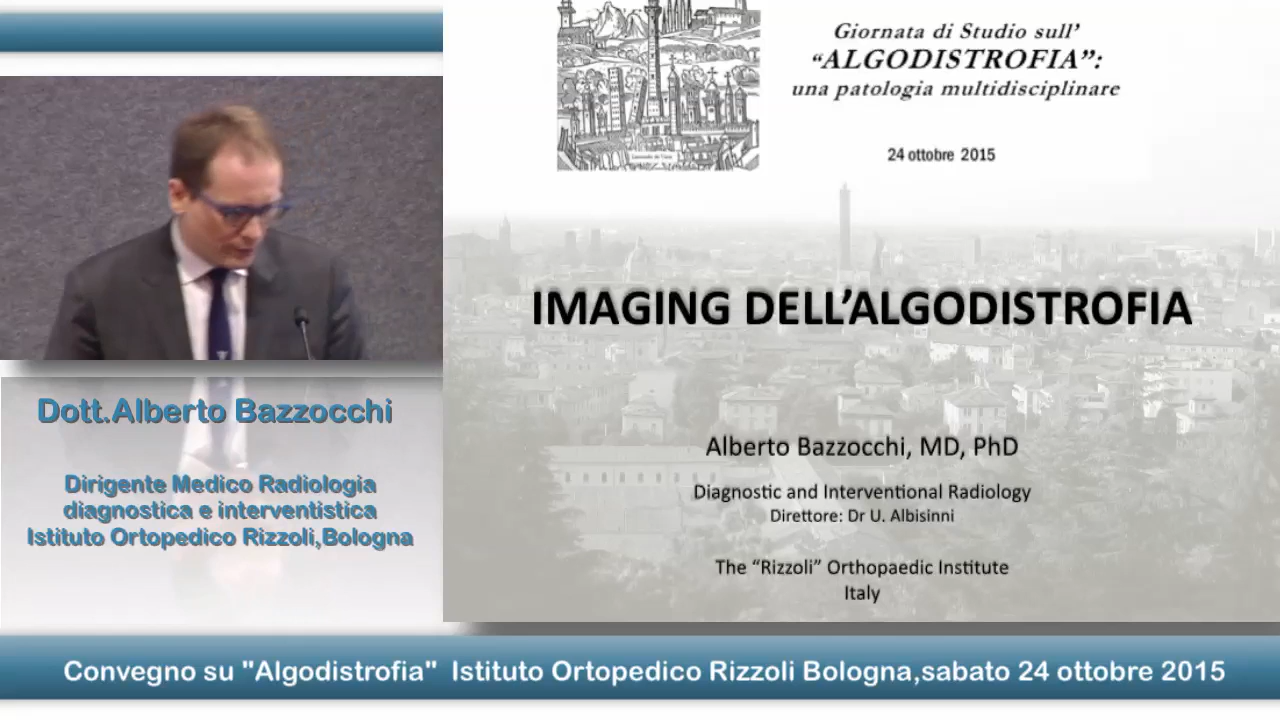 Giornata di Studio sull'
"ALGODISTROFIA":
una patologia multidisciplinare
24 ottobre 2015
IMAGING DELL'ALGODISTROFIA
Alberto Bazzocchi, MD, PhD
Diagnostic and Interventional Radiology
Direttore: Dr U. Albisinni
The “Rizzoli” Orthopaedic Institute
Italy
Dott.Alberto Bazzocchi
Dirigente Medico Radiologia
diagnostica e interventistica
Istituto Ortopedico Rizzoli,Bologna
Convegno su "Algodistrofia" Istituto Ortopedico Rizzoli Bologna,sabato 24 ottobre 2015